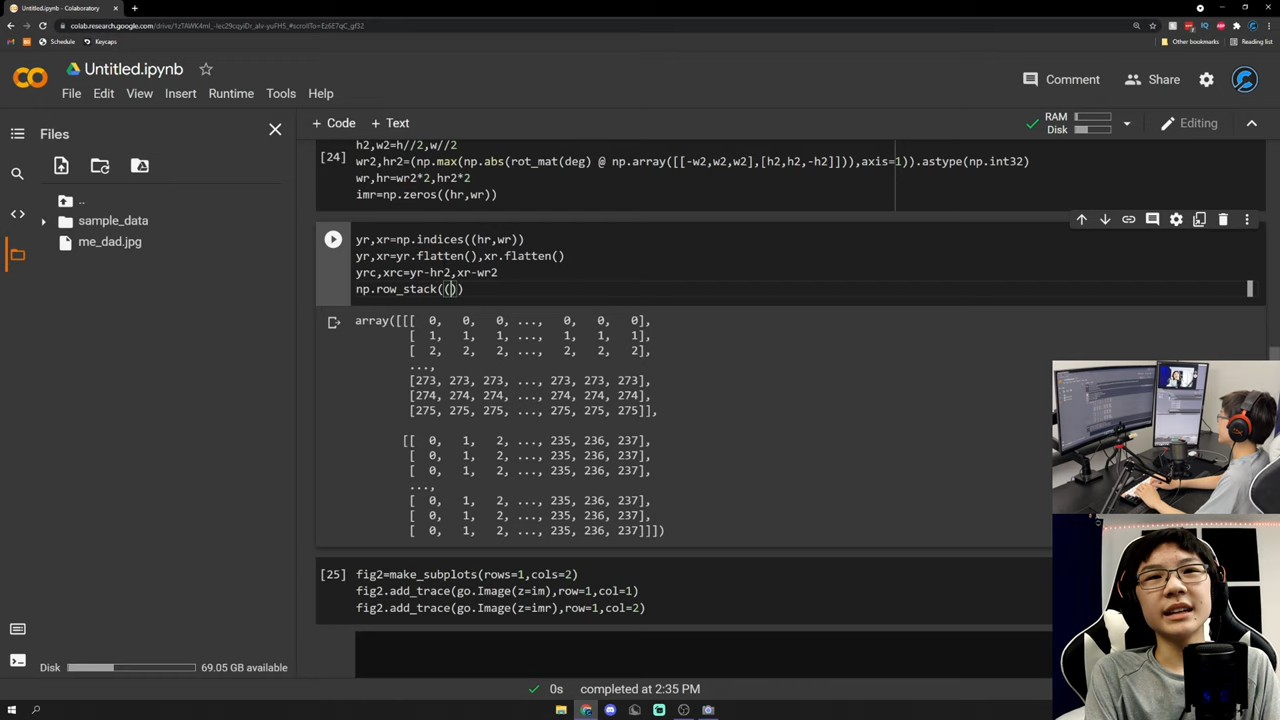 Untitled.ipynb - Colaboratory
Schedule
Keycaps
Other bookmarks
Reading list
Untitled.ipynb
Comment
Share
File Edit View Insert Runtime Tools Help
Files
+ Code + Text
RAM
Disk
Editing
..
sample_data
me_dad.jpg
h2,w2=h//2,w//2
[24]
wr2,hr2=(np.max(np.abs(rot_mat(deg) @ np.array([[-w2,w2,w2],[h2,h2,-h2]])),axis=1)).astype(np.int32)
wr,hr=wr2*2,hr2*2
imr=np.zeros((hr,wr))
yr,xr=np.indices((hr,wr))
yr,xr=yr.flatten(),xr.flatten()
yrc,xrc=yr-hr2,xr-wr2
np.row_stack(())
array([[[ 0, 0, 0, ..., 0, 0, 0],
[ 1, 1, 1, ..., 1, 1, 1],
[ 2, 2, 2, ..., 2, 2, 2],
...,
[273, 273, 273, ..., 273, 273, 273],
[274, 274, 274, ..., 274, 274, 274],
[275, 275, 275, ..., 275, 275, 275]],
[[ 0, 1, 2, ..., 235, 236, 237],
[ 0, 1, 2, ..., 235, 236, 237],
[ 0, 1, 2, ..., 235, 236, 237],
...,
[ 0, 1, 2, ..., 235, 236, 237],
[ 0, 1, 2, ..., 235, 236, 237],
[ 0, 1, 2, ..., 235, 236, 237]]])
[25]
fig2=make_subplots(rows=1,cols=2)
fig2.add_trace(go.Image(z=im),row=1,col=1)
fig2.add_trace(go.Image(z=imr),row=1,col=2)
Disk
69.05 GB available
0s completed at 2:35 PM